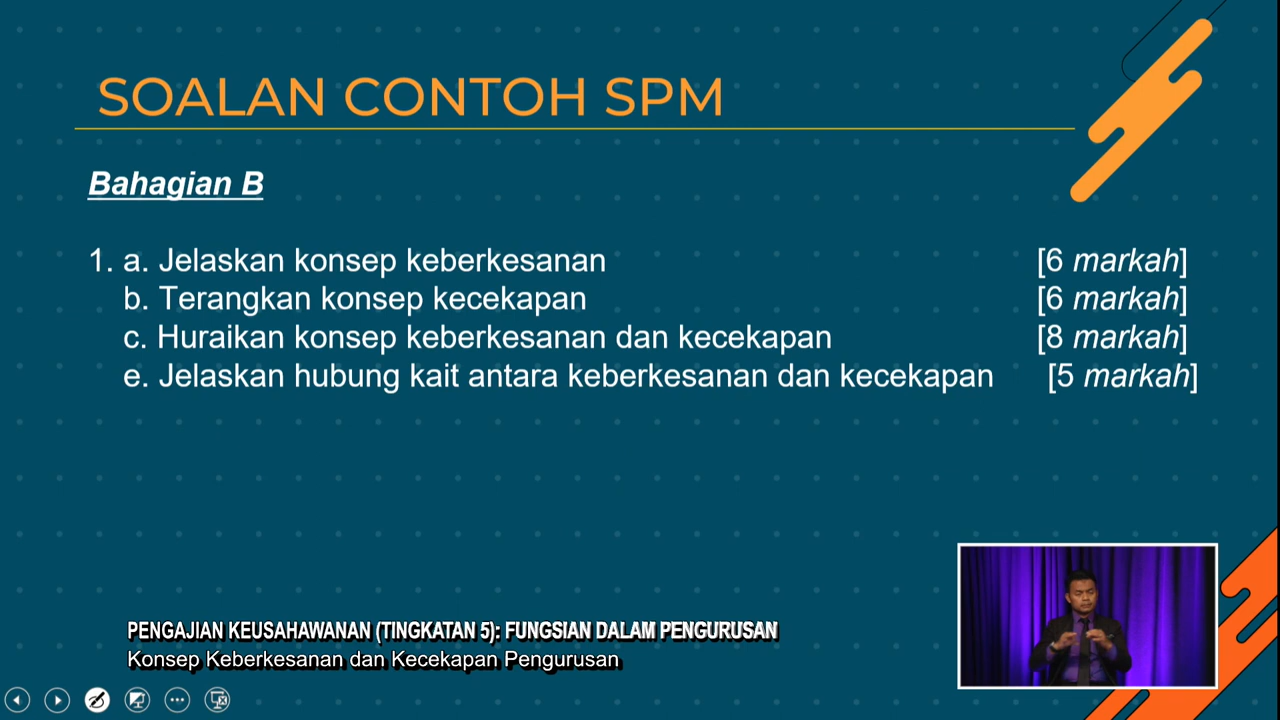 SOALAN CONTOH SPM
Bahagian B
1. a. Jelaskan konsep keberkesanan [6 markah]
b. Terangkan konsep kecekapan [6 markah]
c. Huraikan konsep keberkesanan dan kecekapan [8 markah]
e. Jelaskan hubung kait antara keberkesanan dan kecekapan [5 markah]
PENGAJIAN KEUSAHAWANAN (TINGKATAN 5): FUNGSIAN DALAM PENGURUSAN
Konsep Keberkesanan dan Kecekapan Pengurusan